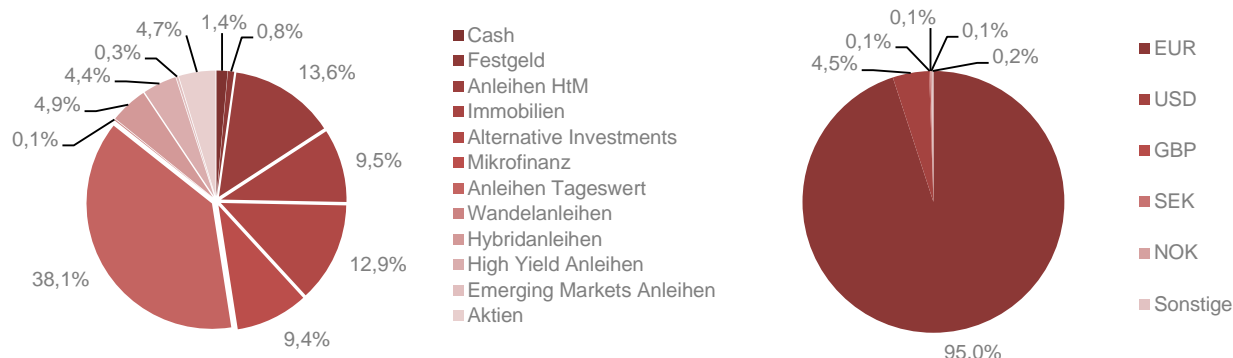 4,7%
1,4%
0,8%
0,3%
4,4%
13,6%
4,9%
0,1%
9,5%
12,9%
38,1%
9,4%
Cash
Festgeld
Anleihen HtM
Immobilien
Alternative Investments
Mikrofinanz
Anleihen Tageswert
Wandelanleihen
Hybridanleihen
High Yield Anleihen
Emerging Markets Anleihen
Aktien
0,1%
0,1%
0,1%
0,2%
4,5%
95,0%
EUR
USD
GBP
SEK
NOK
Sonstige